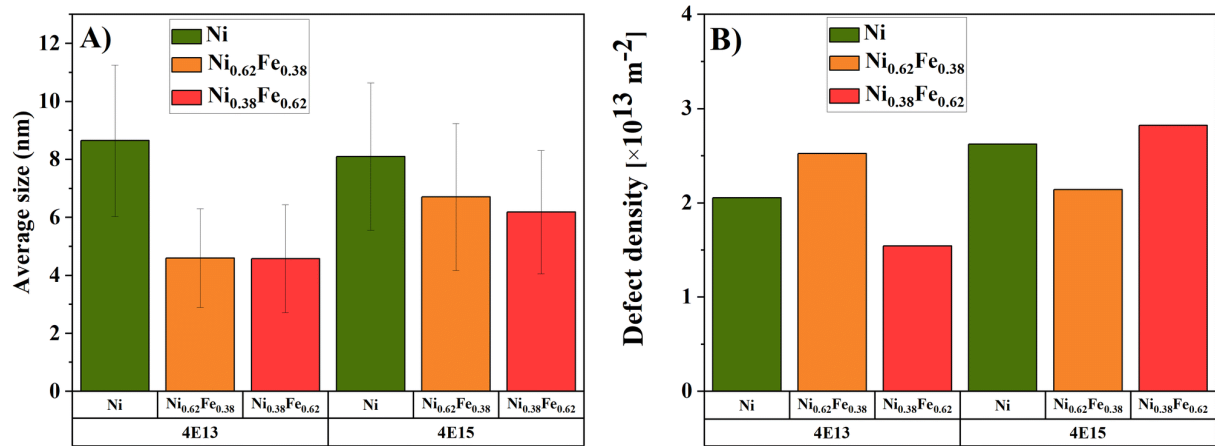 A)
Ni
Ni0.62Fe0.38
Ni0.38Fe0.62
Average size (nm)
12
10
8
6
4
2
0
Ni
Ni0.62Fe0.38
Ni0.38Fe0.62
Ni
Ni0.62Fe0.38
Ni0.38Fe0.62
4E13
4E15
B)
Ni
Ni0.62Fe0.38
Ni0.38Fe0.62
Defect density [×10^13 m^-2]
4
3
2
1
0
Ni
Ni0.62Fe0.38
Ni0.38Fe0.62
Ni
Ni0.62Fe0.38
Ni0.38Fe0.62
4E13
4E15